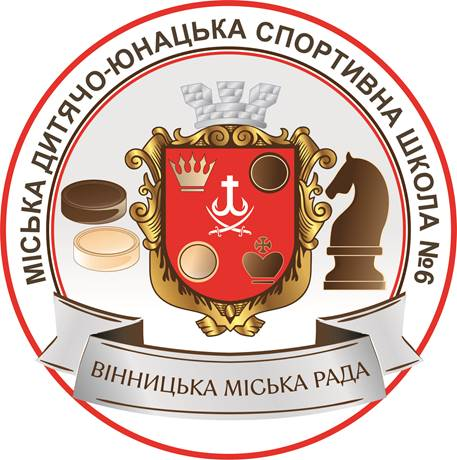 МІСЬКА ДИТЯЧО-ЮНАЦЬКА СПОРТИВНА ШКОЛА №6
ВІННИЦЬКА МІСЬКА РАДА